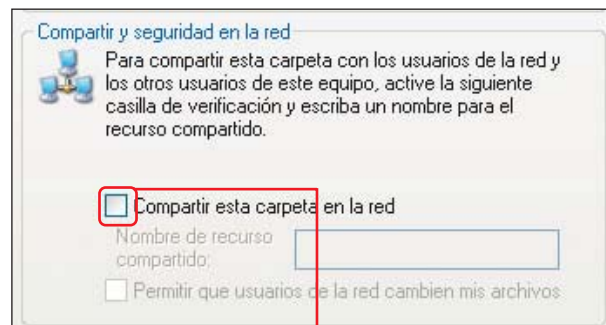 Compartir y seguridad en la red
Para compartir esta carpeta con los usuarios de la red y
los otros usuarios de este equipo, active la siguiente
casilla de verificación y escriba un nombre para el
recurso compartido.
Compartir esta carpeta en la red
Nombre de recurso
compartido:
Permitir que usuarios de la red cambien mis archivos